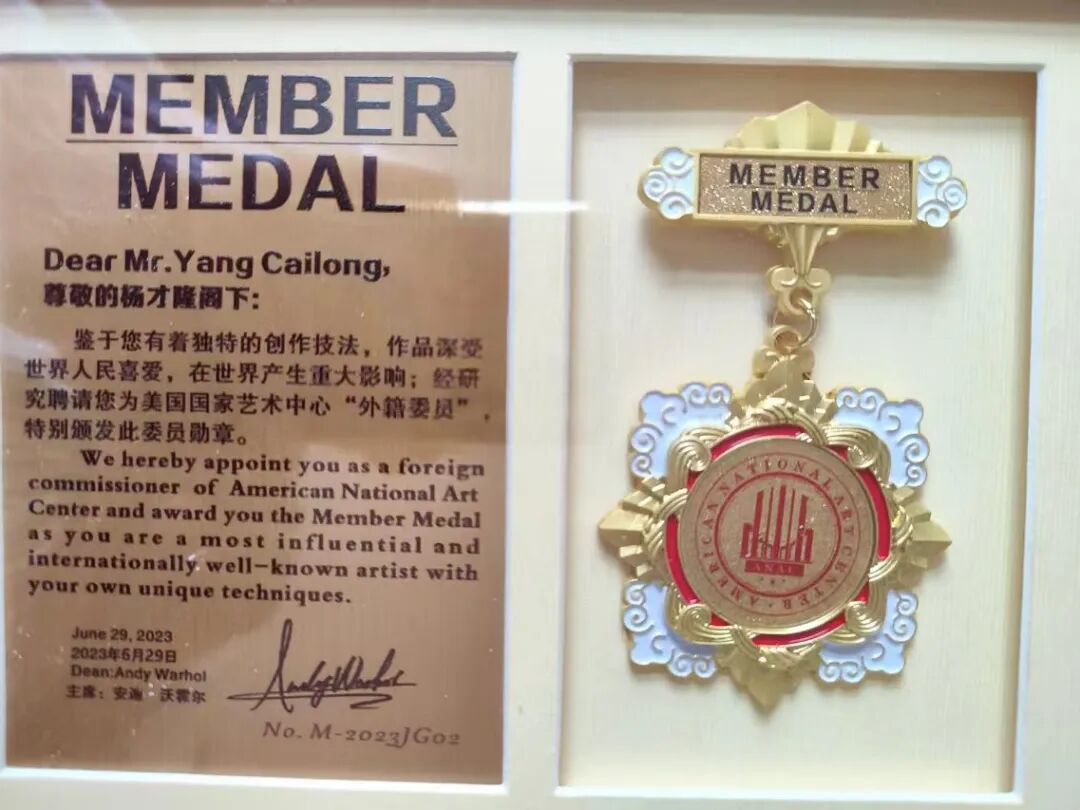 MEMBER
MEDAL
Dear Mr.Yang Cailong,
尊敬的杨才隆阁下：
鉴于您有着独特的创作技法，作品深受
世界人民喜爱，在世界产生重大影响；经研
究聘请您为美国国家艺术中心“外籍委员”，
特别颁发此委员勋章。
We hereby appoint you as a foreign
commissioner of American National Art
Center and award you the Member Medal
as you are a most influential and
internationally well-known artist with
your own unique techniques.
June 29, 2023
2023年6月29日
Dean:Andy Warhol
主席：安迪·沃霍尔
Andy Warhol
No. M-2023JG02
MEMBER
MEDAL
AMERICAN NATIONAL ART CENTER
ANAC